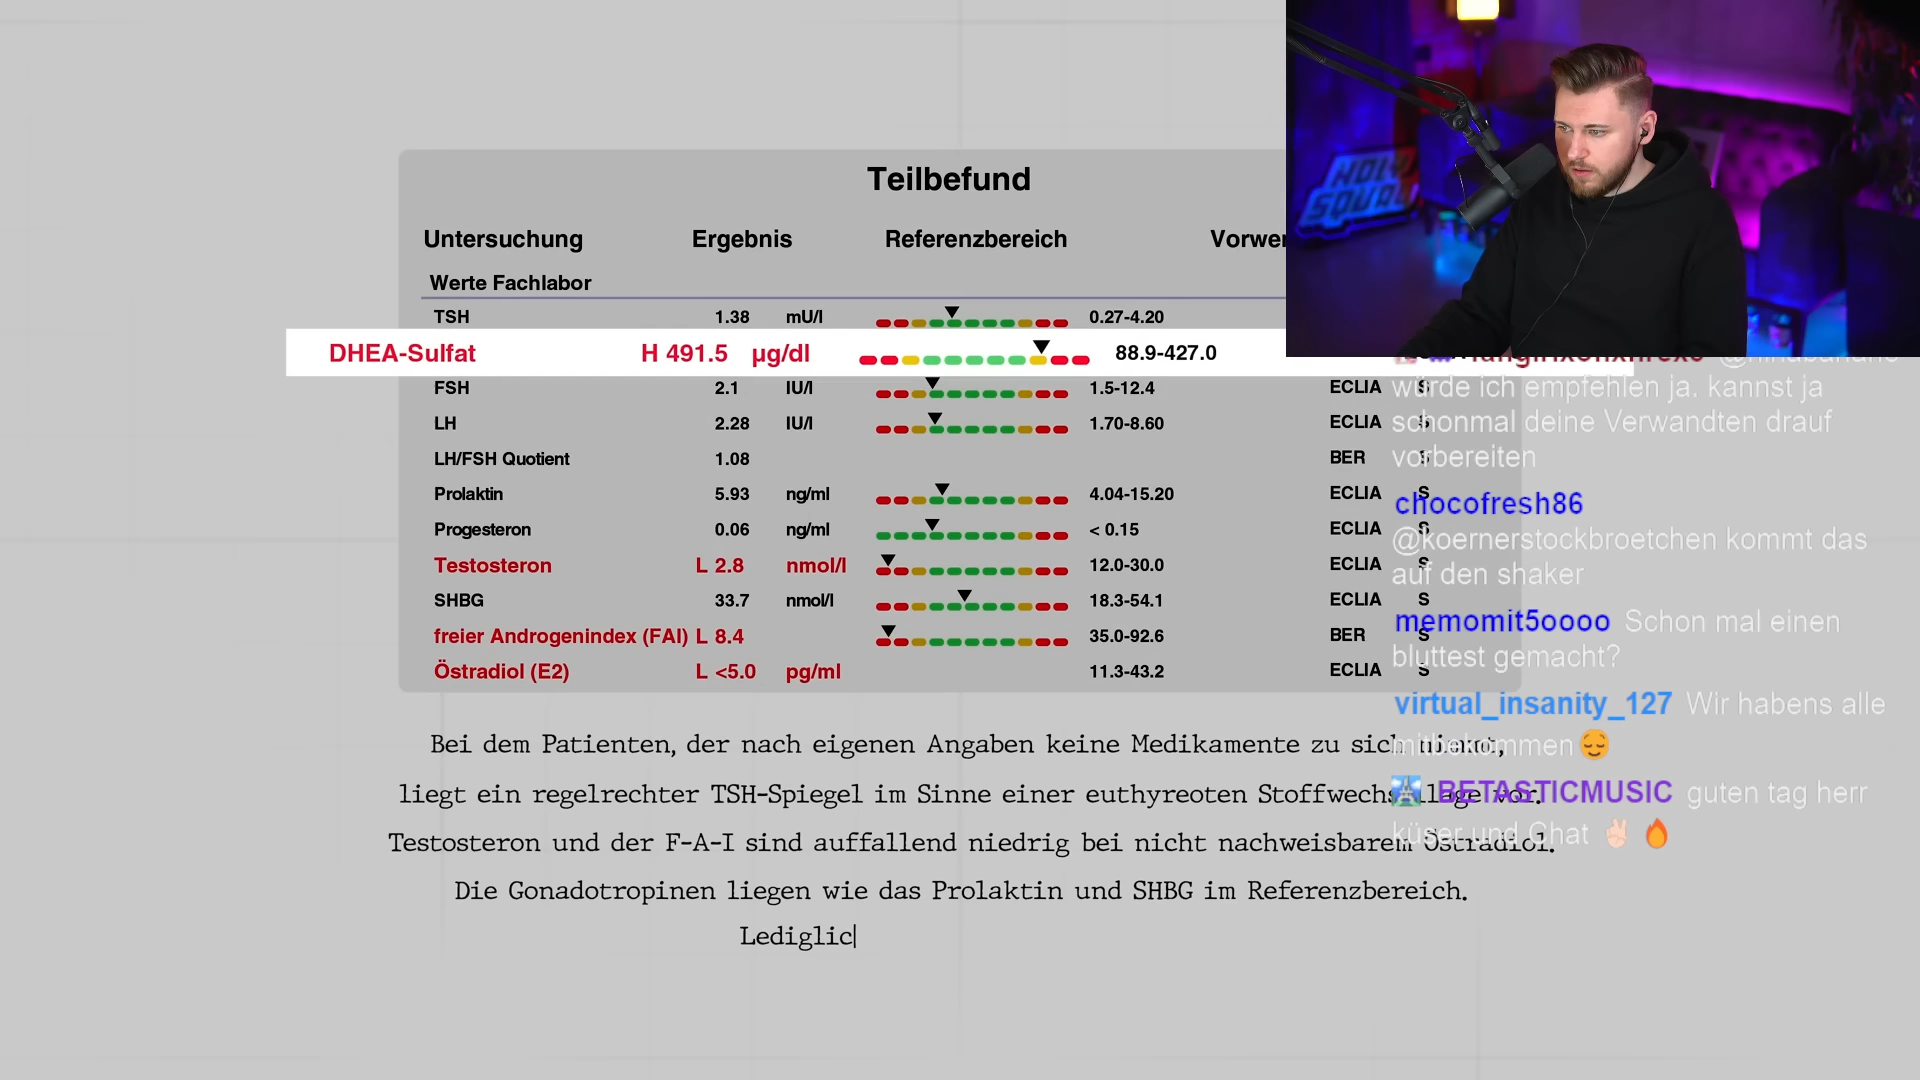 Teilbefund
Untersuchung Ergebnis Referenzbereich
Werte Fachlabor
TSH 1.38 mU/l 0.27-4.20
DHEA-Sulfat H 491.5 µg/dl 88.9-427.0
FSH 2.1 IU/l 1.5-12.4 ECLIA S
LH 2.28 IU/l 1.70-8.60 ECLIA S
LH/FSH Quotient 1.08 BER S
Prolaktin 5.93 ng/ml 4.04-15.20 ECLIA S
Progesteron 0.06 ng/ml < 0.15 ECLIA S
Testosteron L 2.8 nmol/l 12.0-30.0 ECLIA S
SHBG 33.7 nmol/l 18.3-54.1 ECLIA S
freier Androgenindex (FAI) L 8.4 35.0-92.6 BER S
Östradiol (E2) L <5.0 pg/ml 11.3-43.2 ECLIA S
Bei dem Patienten, der nach eigenen Angaben keine Medikamente zu sich
liegt ein regelrechter TSH-Spiegel im Sinne einer euthyreoten Stoffwechsellage vor.
Testosteron und der F-A-I sind auffallend niedrig bei nicht nachweisbarem Östradiol.
Die Gonadotropinen liegen wie das Prolaktin und SHBG im Referenzbereich.
Lediglic
HOLY
SQUAD
würde ich empfehlen ja. kannst ja
schonmal deine Verwandten drauf
vorbereiten
chocofresh86
@koernerstockbroetchen kommt das
auf den shaker
memomit5oooo Schon mal einen
bluttest gemacht?
virtual_insanity_127 Wir habens alle
mitbekommen 😌
BETASTICMUSIC guten tag herr
küser und Chat ✌🏻 🔥